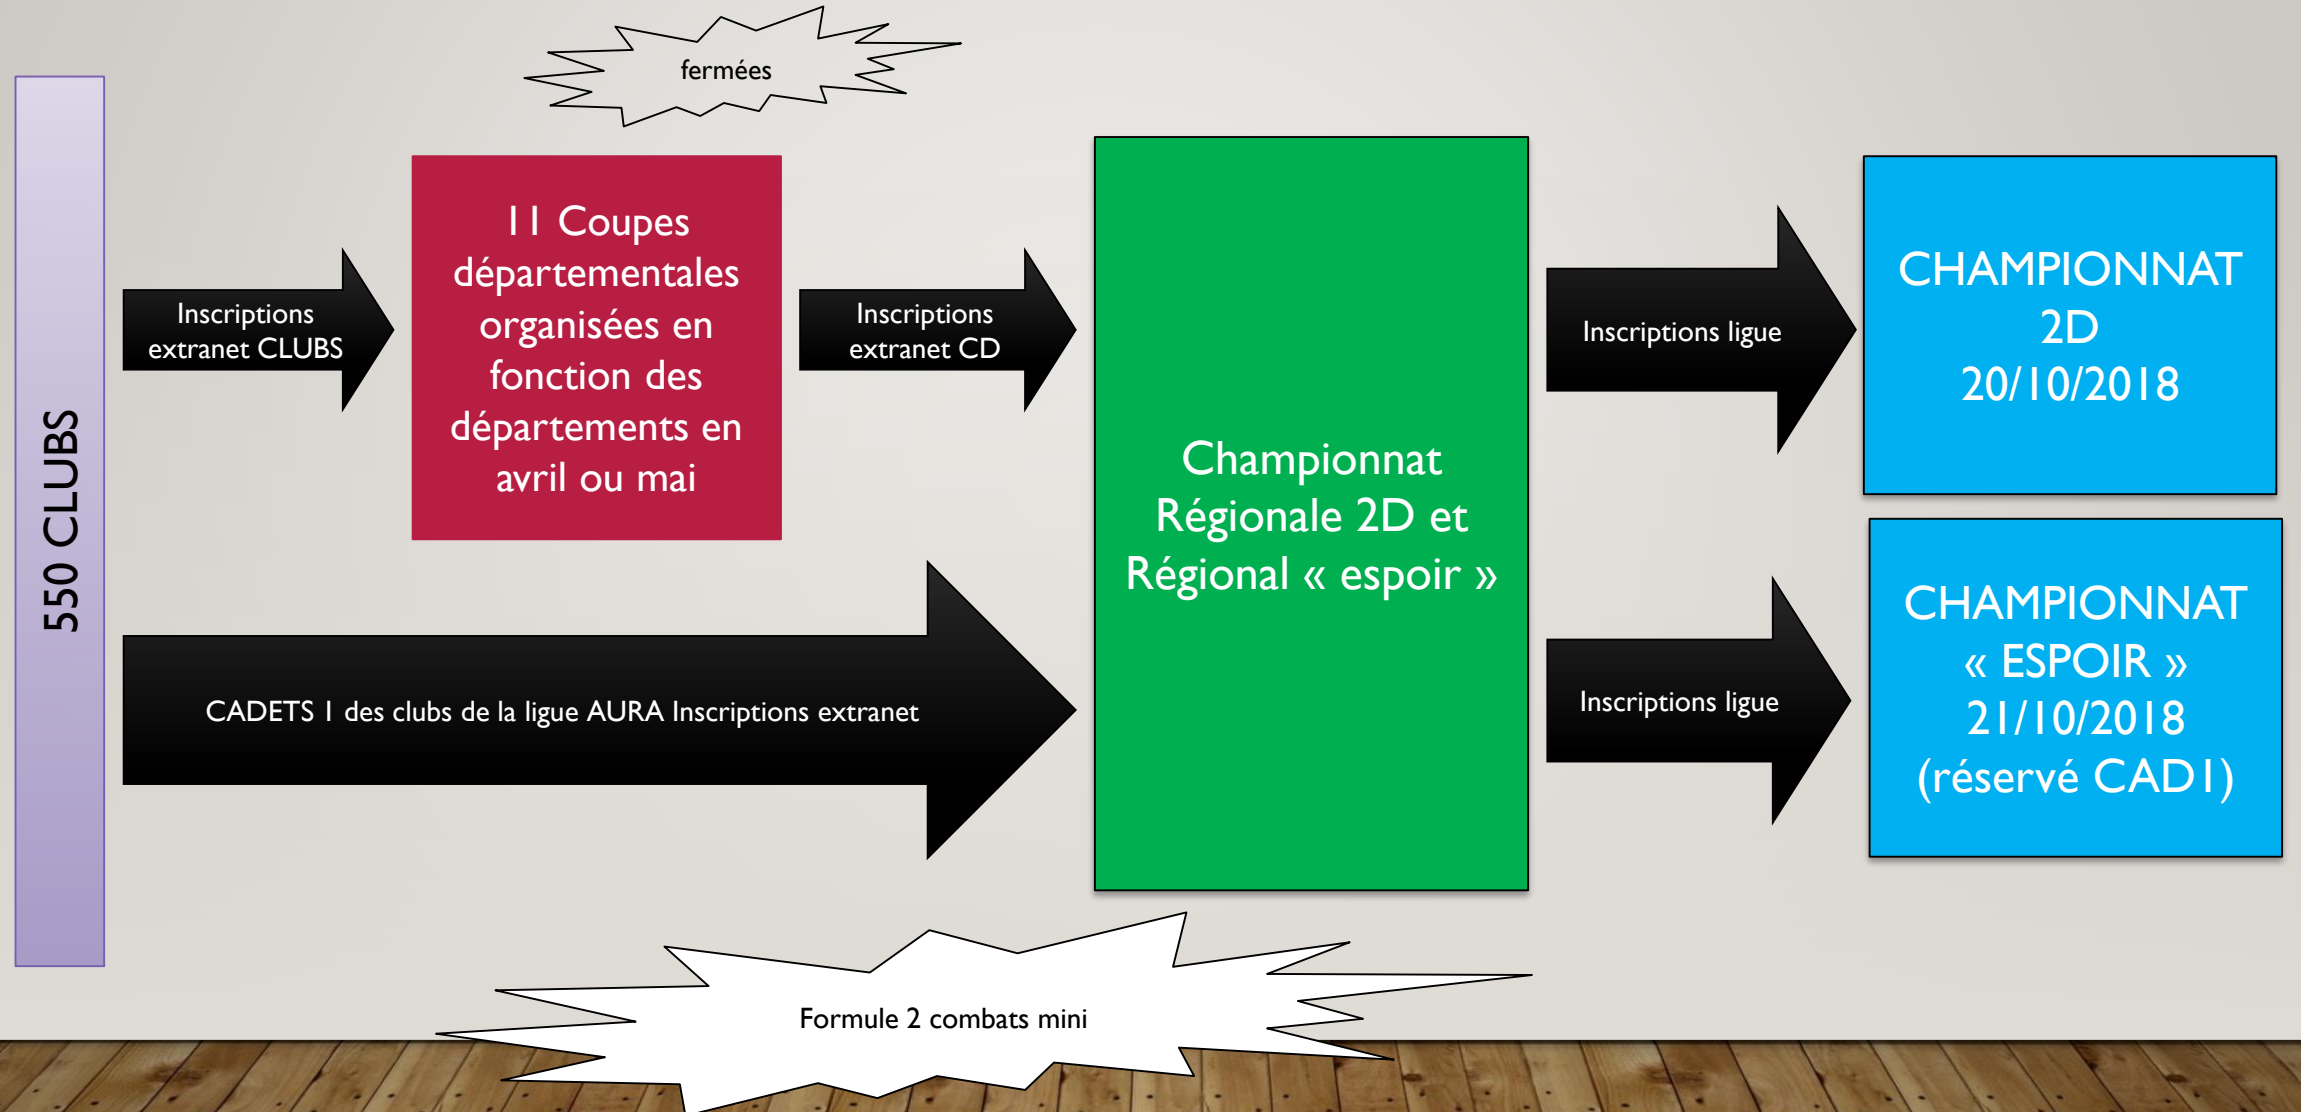 fermées
550 CLUBS
Inscriptions
extranet CLUBS
11 Coupes
départementales
organisées en
fonction des
départements en
avril ou mai
Inscriptions
extranet CD
CADETS 1 des clubs de la ligue AURA Inscriptions extranet
Championnat
Régionale 2D et
Régional « espoir »
Inscriptions ligue
CHAMPIONNAT
2D
20/10/2018
Inscriptions ligue
CHAMPIONNAT
« ESPOIR »
21/10/2018
(réservé CAD1)
Formule 2 combats mini